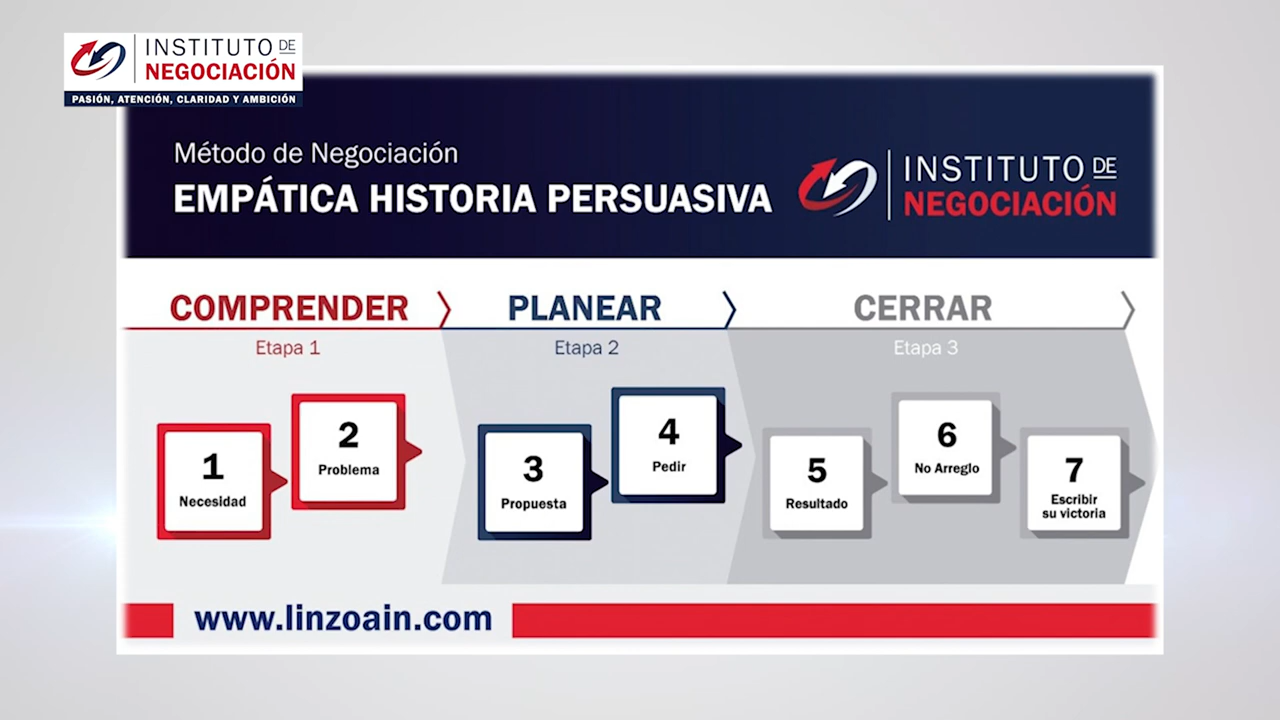 INSTITUTO DE
NEGOCIACIÓN
PASIÓN, ATENCIÓN, CLARIDAD Y AMBICIÓN
Método de Negociación
EMPÁTICA HISTORIA PERSUASIVA
INSTITUTO DE
NEGOCIACIÓN
COMPRENDER
Etapa 1
PLANEAR
Etapa 2
CERRAR
Etapa 3
1
Necesidad
2
Problema
3
Propuesta
4
Pedir
5
Resultado
6
No Arreglo
7
Escribir
su victoria
www.linzoain.com